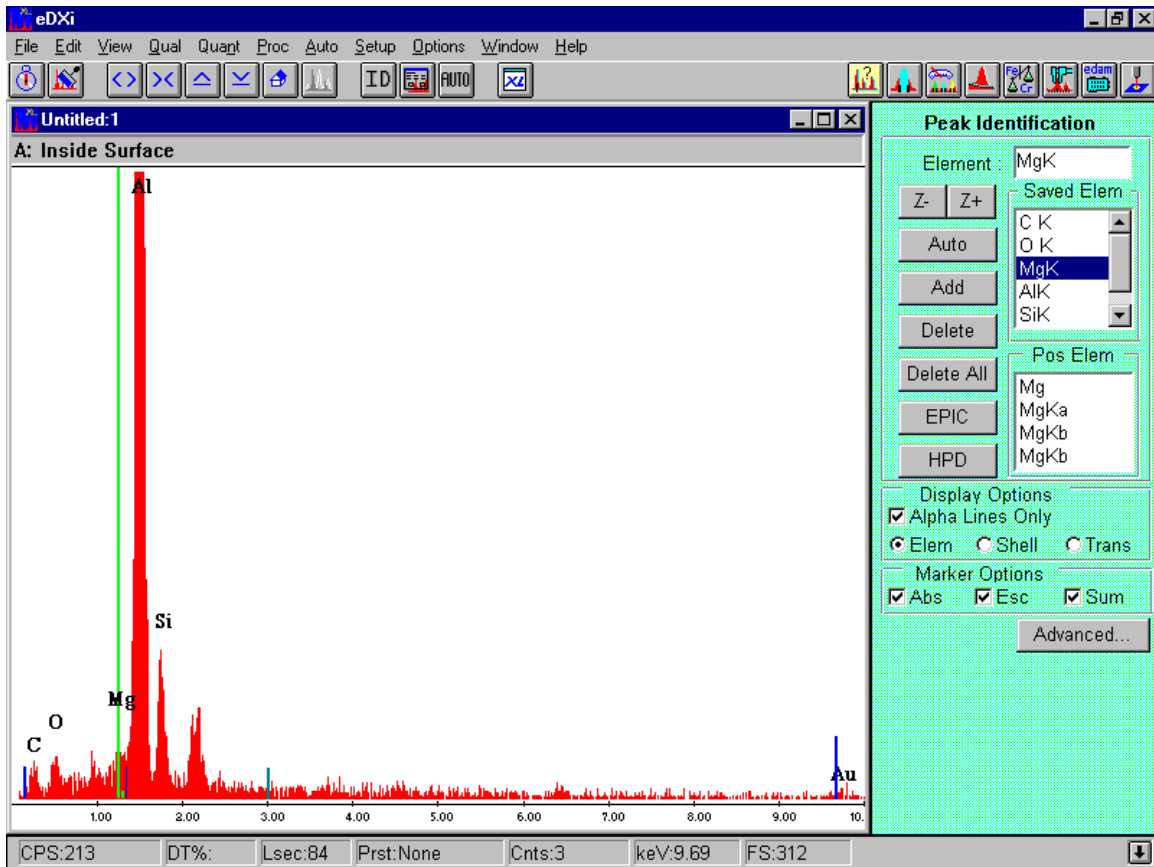 eDXi
File Edit View Qual Quant Proc Auto Setup Options Window Help
ID AUTO XL Fe Cr edam
Untitled:1
A: Inside Surface
Al
Si
Mg
O
C
Au
1.00 2.00 3.00 4.00 5.00 6.00 7.00 8.00 9.00 10.
Peak Identification
Element : MgK
Z- Z+
Saved Elem
Auto
Add
Delete
Delete All
EPIC
HPD
C K
O K
MgK
AlK
SiK
Pos Elem
Mg
MgKa
MgKb
MgKb
Display Options
Alpha Lines Only
Elem Shell Trans
Marker Options
Abs Esc Sum
Advanced...
CPS:213 DT%: Lsec:84 Prst:None Cnts:3 keV:9.69 FS:312